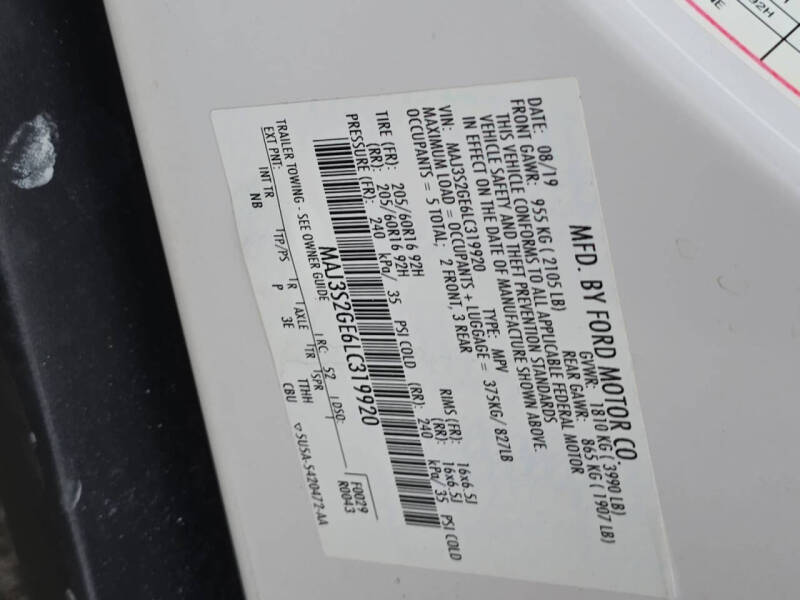 MFD. BY FORD MOTOR CO.
DATE: 08/19 GVWR: 1810 KG ( 3990 LB)
FRONT GAWR: 955 KG ( 2105 LB) REAR GAWR: 865 KG ( 1907 LB)
THIS VEHICLE CONFORMS TO ALL APPLICABLE FEDERAL MOTOR
VEHICLE SAFETY AND THEFT PREVENTION STANDARDS
IN EFFECT ON THE DATE OF MANUFACTURE SHOWN ABOVE.
VIN: MAJ3S2GE6LC319920 TYPE: MPV
MAXIMUM LOAD = OCCUPANTS + LUGGAGE = 375KG/ 827LB
OCCUPANTS = 5 TOTAL; 2 FRONT, 3 REAR
TIRE (FR): 205/60R16 92H RIMS (FR): 16x6.5J
(RR): 205/60R16 92H (RR): 16x6.5J
PRESSURE (FR): 240 kPa/ 35 PSI COLD (RR): 240 kPa/ 35 PSI COLD
MAJ3S2GE6LC319920
TRAILER TOWING - SEE OWNER GUIDE
F0029
R0043
EXT PNT: RC: 52 DSO:
INT TR TP/PS R AXLE TR SPR
NB P 3E TTHH CBU
5U5A-5420472-AA
92H